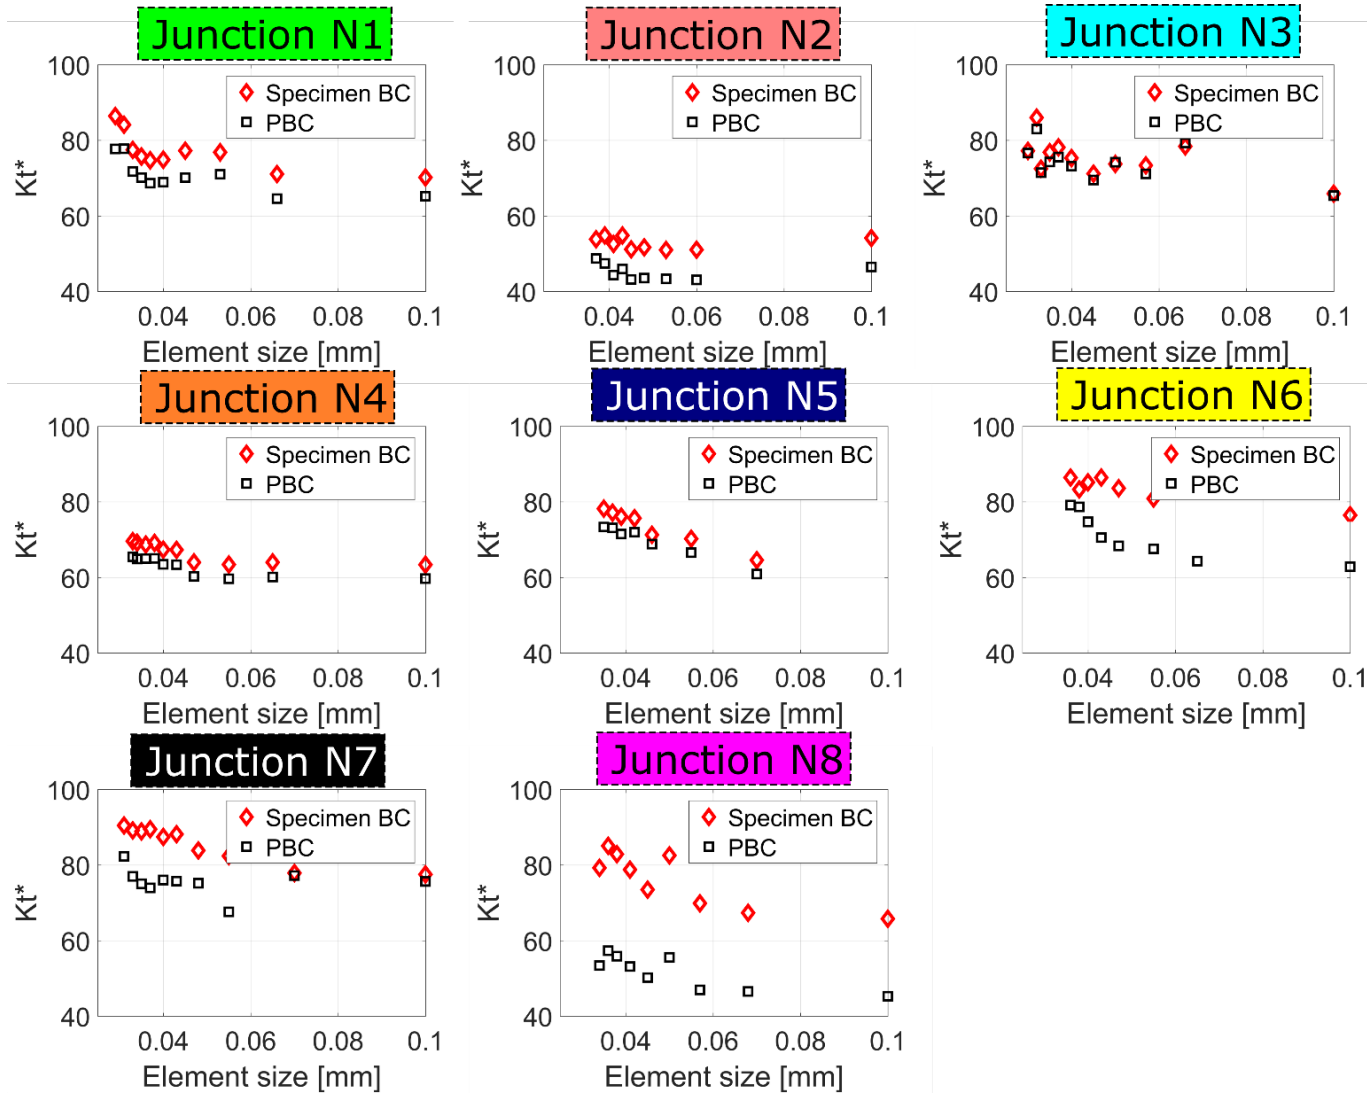 Junction N1
100
80
60
40
Kt*
Specimen BC
PBC
0.04 0.06 0.08 0.1
Element size [mm]
Junction N2
100
80
60
40
Kt*
Specimen BC
PBC
0.04 0.06 0.08 0.1
Element size [mm]
Junction N3
100
80
60
40
Kt*
Specimen BC
PBC
0.04 0.06 0.08 0.1
Element size [mm]
Junction N4
100
80
60
40
Kt*
Specimen BC
PBC
0.04 0.06 0.08 0.1
Element size [mm]
Junction N5
100
80
60
40
Kt*
Specimen BC
PBC
0.04 0.06 0.08 0.1
Element size [mm]
Junction N6
100
80
60
40
Kt*
Specimen BC
PBC
0.04 0.06 0.08 0.1
Element size [mm]
Junction N7
100
80
60
40
Kt*
Specimen BC
PBC
0.04 0.06 0.08 0.1
Element size [mm]
Junction N8
100
80
60
40
Kt*
Specimen BC
PBC
0.04 0.06 0.08 0.1
Element size [mm]